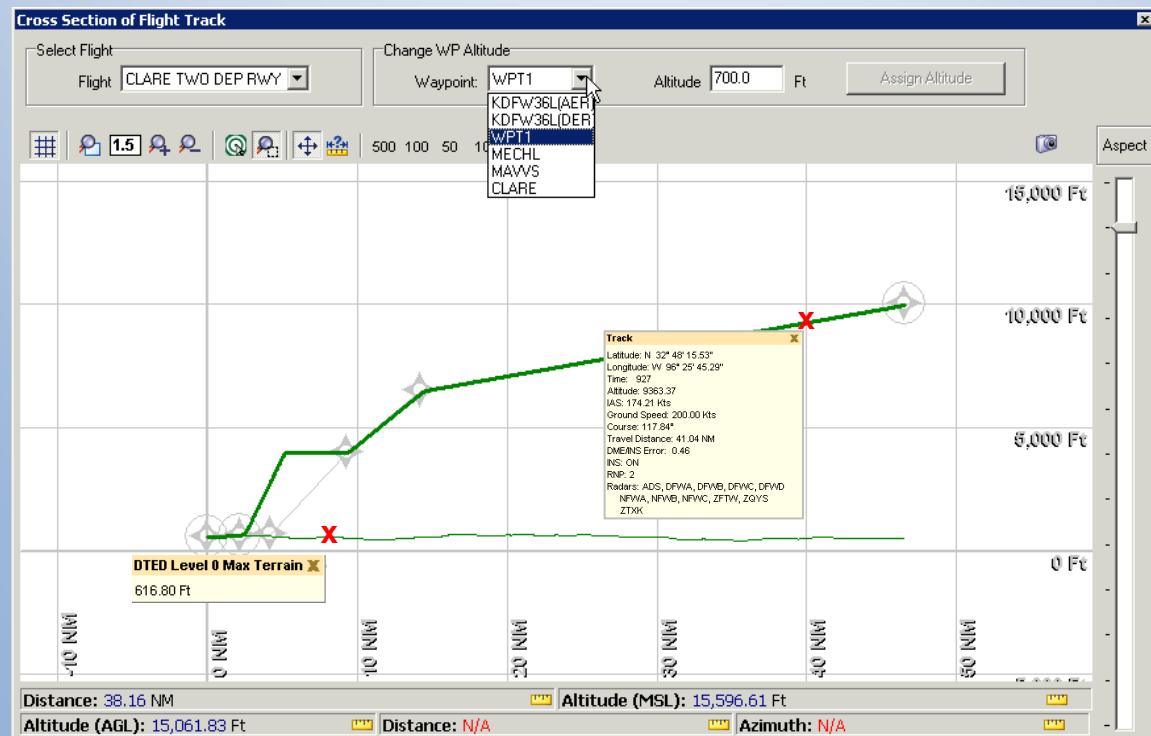 Cross Section of Flight Track
Select Flight
Flight CLARE TWO DEP RWY
Change WP Altitude
Waypoint: WPT1
Altitude 700.0 Ft
Assign Altitude
KDFW36L(AER)
KDFW36L(DER)
WPT1
MECHL
MAVVS
CLARE
1.5
500 100 50
Aspect
15,000 Ft
10,000 Ft
5,000 Ft
0 Ft
Track
Latitude: N 32° 48' 15.53"
Longitude: W 96° 25' 45.29"
Time: 927
Altitude: 9363.37
IAS: 174.21 Kts
Ground Speed: 200.00 Kts
Course: 117.84°
Travel Distance: 41.04 NM
DME/INS Error: 0.46
INS: ON
RNP: 2
Radars: ADS, DFWA, DFWB, DFWC, DFWD
NFWA, NFWB, NFWC, ZFTW, ZQYS
ZTXK
X
X
DTED Level 0 Max Terrain
616.80 Ft
-10 NM
0 NM
10 NM
20 NM
30 NM
40 NM
50 NM
Distance: 38.16 NM
Altitude (MSL): 15,596.61 Ft
Altitude (AGL): 15,061.83 Ft
Distance: N/A
Azimuth: N/A